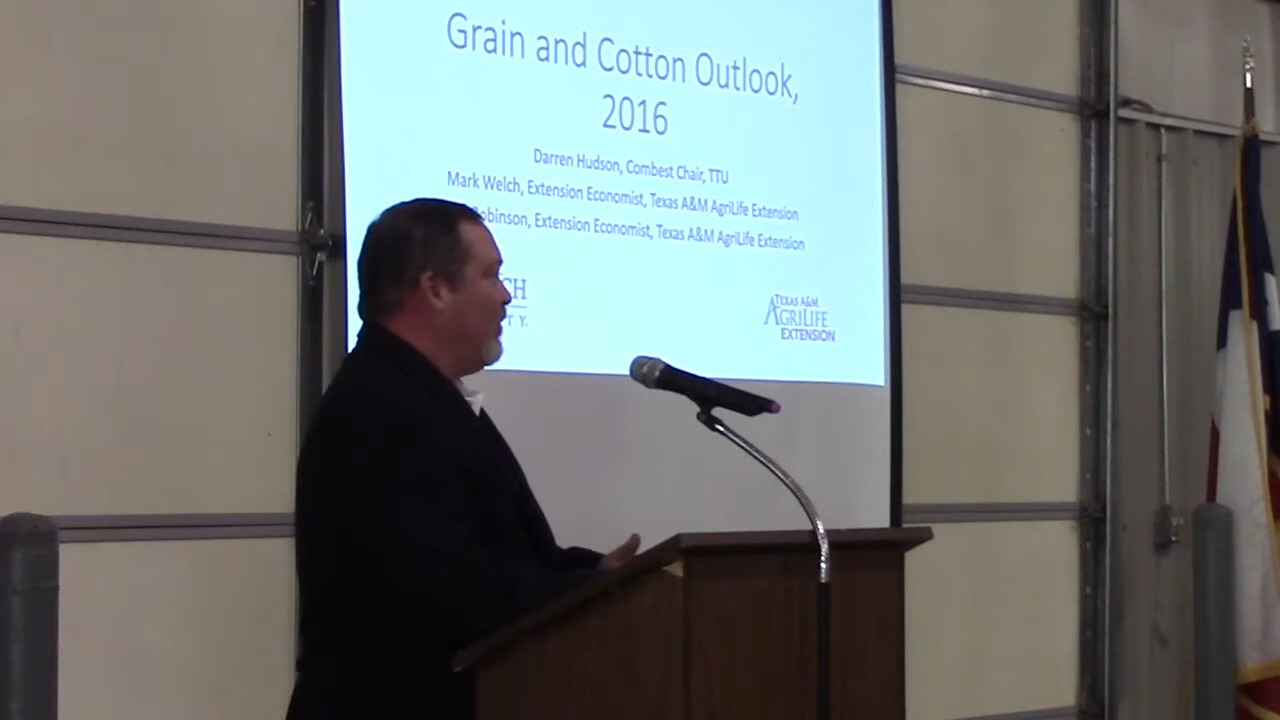 Grain and Cotton Outlook,
2016
Darren Hudson, Combest Chair, TTU
Mark Welch, Extension Economist, Texas A&M AgriLife Extension
Robinson, Extension Economist, Texas A&M AgriLife Extension
TEXAS A&M
AGRILIFE
EXTENSION